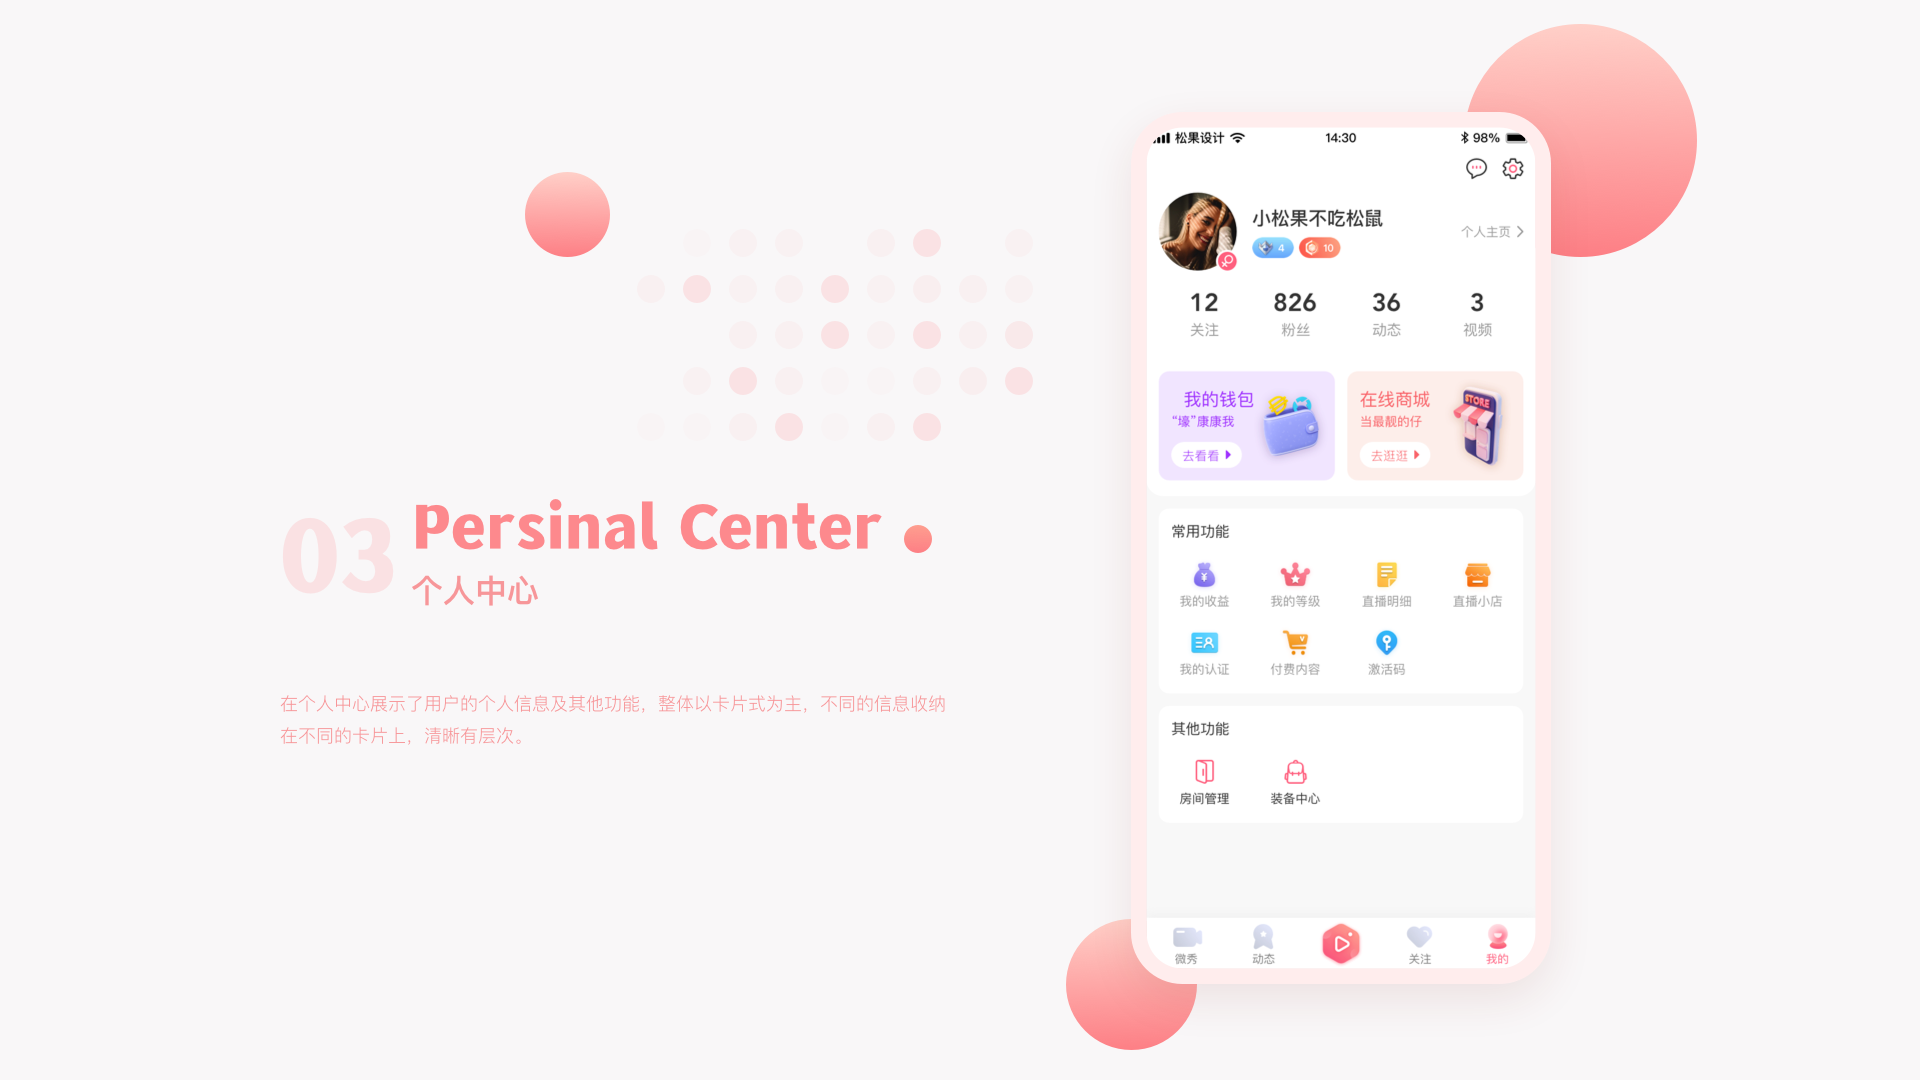 03
Persinal Center
个人中心
在个人中心展示了用户的个人信息及其他功能，整体以卡片式为主，不同的信息收纳
在不同的卡片上，清晰有层次。
松果设计 14:30 98%
小松果不吃松鼠
4 10
个人主页
12 826 36 3
关注 粉丝 动态 视频
我的钱包
“壕”康康我
去看看
在线商城
当最靓的仔
去逛逛
STORE
常用功能
我的收益 我的等级 直播明细 直播小店
我的认证 付费内容 激活码
其他功能
房间管理 装备中心
微秀 动态 关注 我的